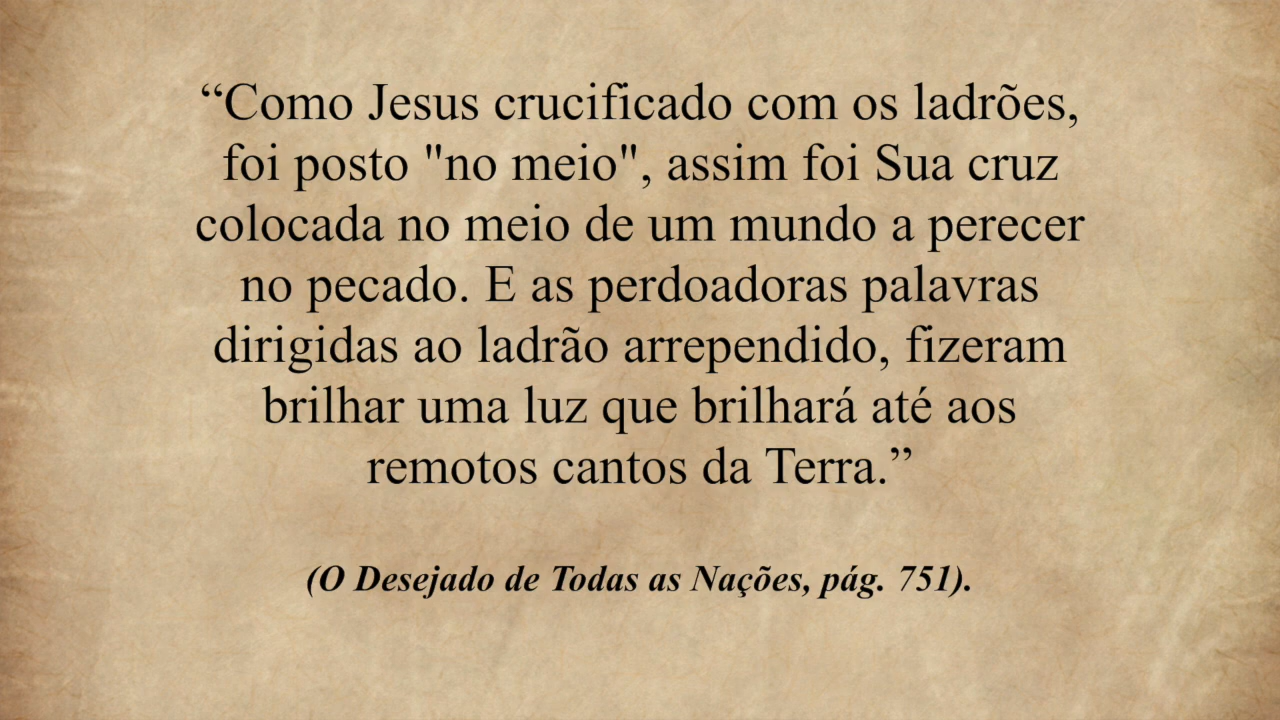 “Como Jesus crucificado com os ladrões,
foi posto "no meio", assim foi Sua cruz
colocada no meio de um mundo a perecer
no pecado. E as perdoadoras palavras
dirigidas ao ladrão arrependido, fizeram
brilhar uma luz que brilhará até aos
remotos cantos da Terra.”
(O Desejado de Todas as Nações, pág. 751).